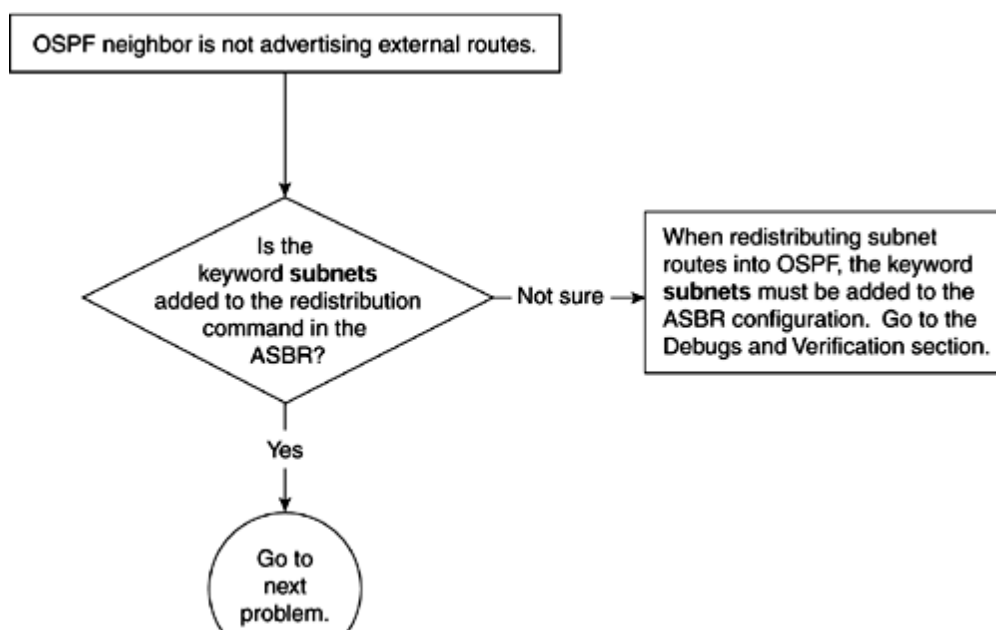 OSPF neighbor is not advertising external routes.
Is the
keyword subnets
added to the redistribution
command in the
ASBR?
Not sure
When redistributing subnet
routes into OSPF, the keyword
subnets must be added to the
ASBR configuration. Go to the
Debugs and Verification section.
Yes
Go to
next
problem.